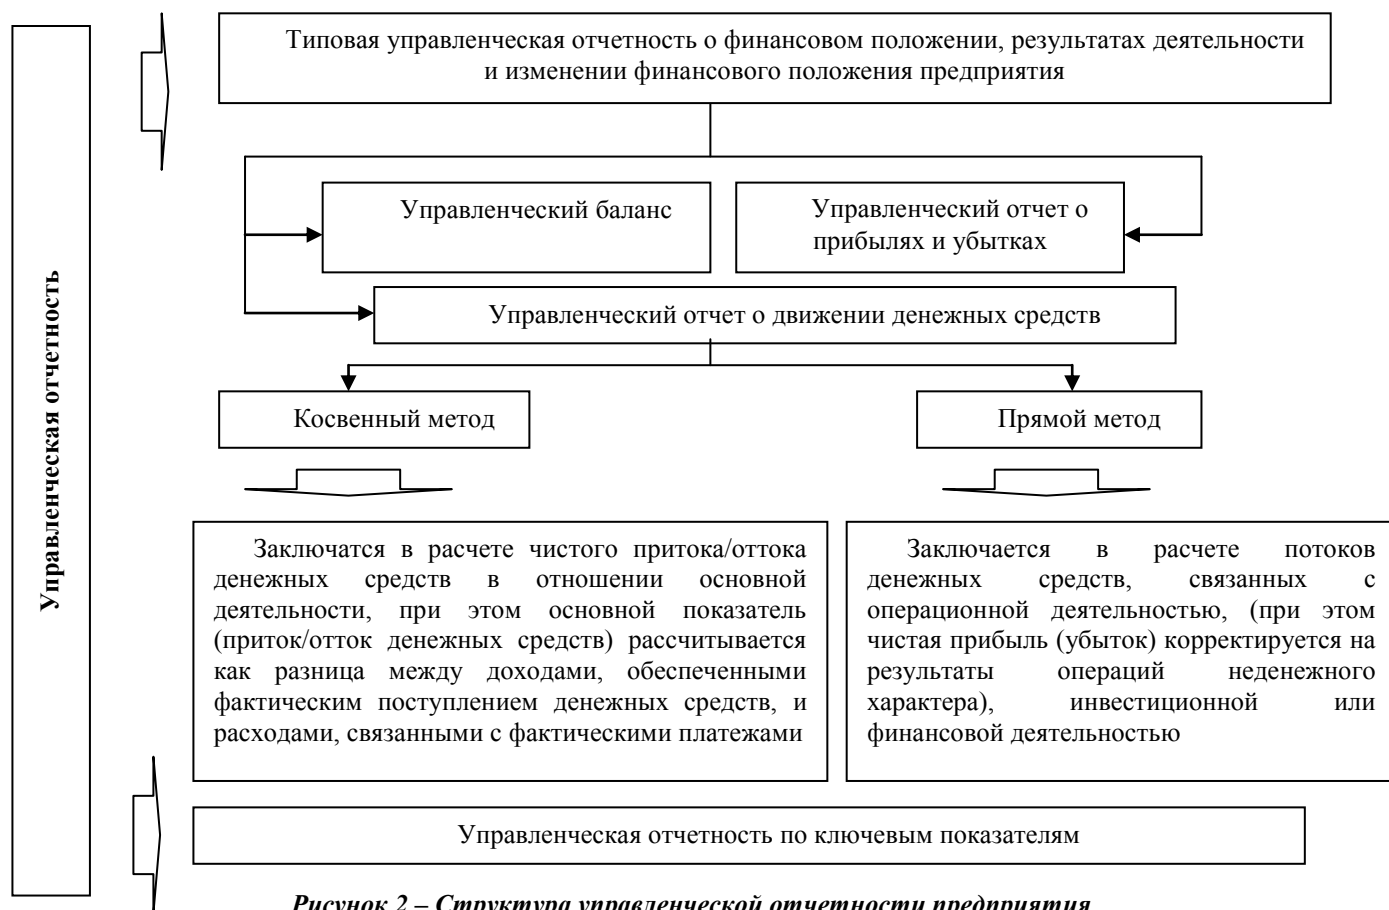 Управленческая отчетность
Типовая управленческая отчетность о финансовом положении, результатах деятельности
и изменении финансового положения предприятия
Управленческий баланс
Управленческий отчет о
прибылях и убытках
Управленческий отчет о движении денежных средств
Косвенный метод
Прямой метод
Заключатся в расчете чистого притока/оттока
денежных средств в отношении основной
деятельности, при этом основной показатель
(приток/отток денежных средств) рассчитывается
как разница между доходами, обеспеченными
фактическим поступлением денежных средств, и
расходами, связанными с фактическими платежами
Заключается в расчете потоков
денежных средств, связанных с
операционной деятельностью, (при этом
чистая прибыль (убыток) корректируется на
результаты операций неденежного
характера), инвестиционной или
финансовой деятельностью
Управленческая отчетность по ключевым показателям
Рисунок 2 – Структура управленческой отчетности предприятия